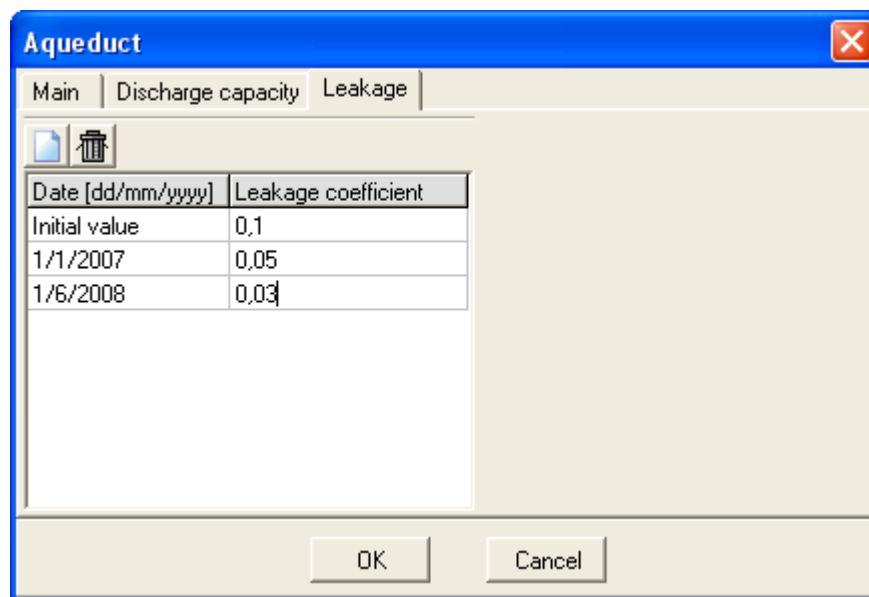 Aqueduct
Main Discharge capacity Leakage
Date [dd/mm/yyyy] Leakage coefficient
Initial value 0,1
1/1/2007 0,05
1/6/2008 0,03
OK Cancel